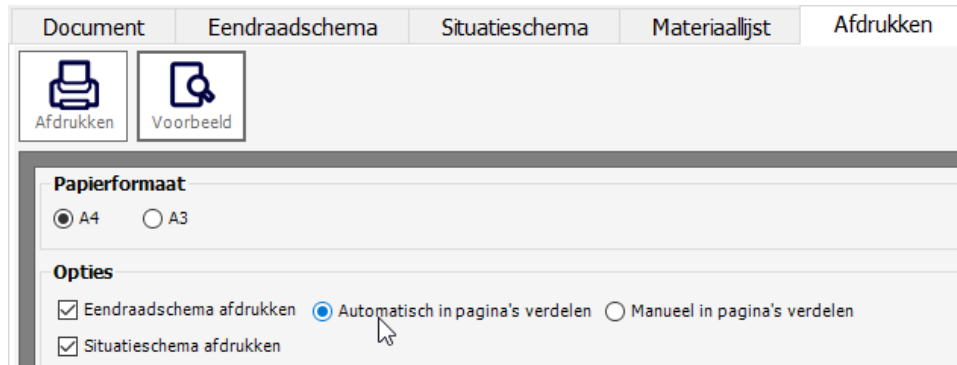 Document Eendraadschema Situatieschema Materiaallijst Afdrukken
Afdrukken Voorbeeld
Papierformaat
A4 A3
Opties
Eendraadschema afdrukken Automatisch in pagina's verdelen Manueel in pagina's verdelen
Situatieschema afdrukken